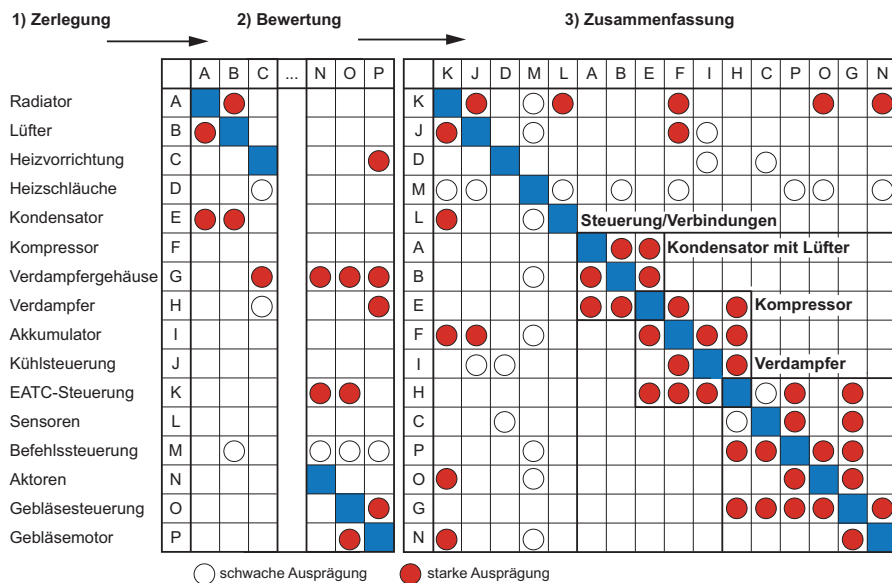 1) Zerlegung 2) Bewertung 3) Zusammenfassung
A B C ... N O P K J D M L A B E F I H C P O G N
Radiator A K
Lüfter B J
Heizvorrichtung C D
Heizschläuche D M
Kondensator E L Steuerung/Verbindungen
Kompressor F A Kondensator mit Lüfter
Verdampfergehäuse G B
Verdampfer H E Kompressor
Akkumulator I F
Kühlsteuerung J I Verdampfer
EATC-Steuerung K H
Sensoren L C
Befehlssteuerung M P
Aktoren N O
Gebläsesteuerung O G
Gebläsemotor P N
schwache Ausprägung starke Ausprägung